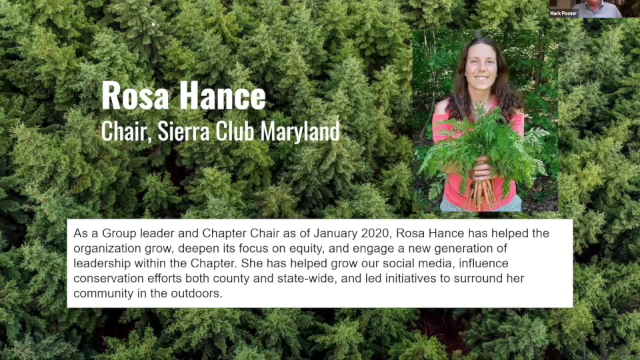 Mark Posner
Rosa Hance
Chair, Sierra Club Maryland
As a Group leader and Chapter Chair as of January 2020, Rosa Hance has helped the
organization grow, deepen its focus on equity, and engage a new generation of
leadership within the Chapter. She has helped grow our social media, influence
conservation efforts both county and state-wide, and led initiatives to surround her
community in the outdoors.